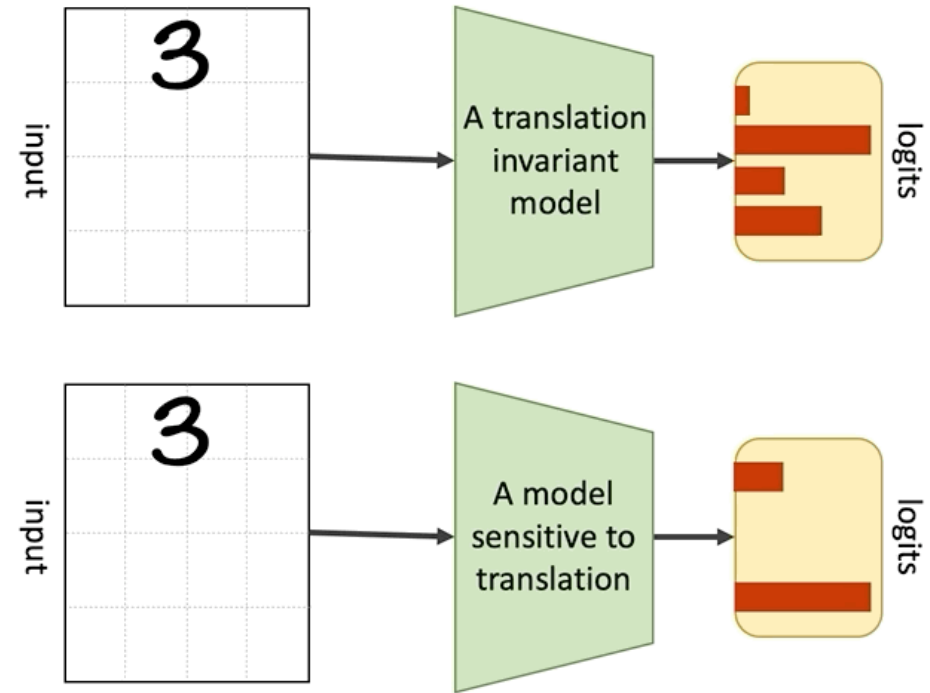 3
input
A translation
invariant
model
logits
3
input
A model
sensitive to
translation
logits